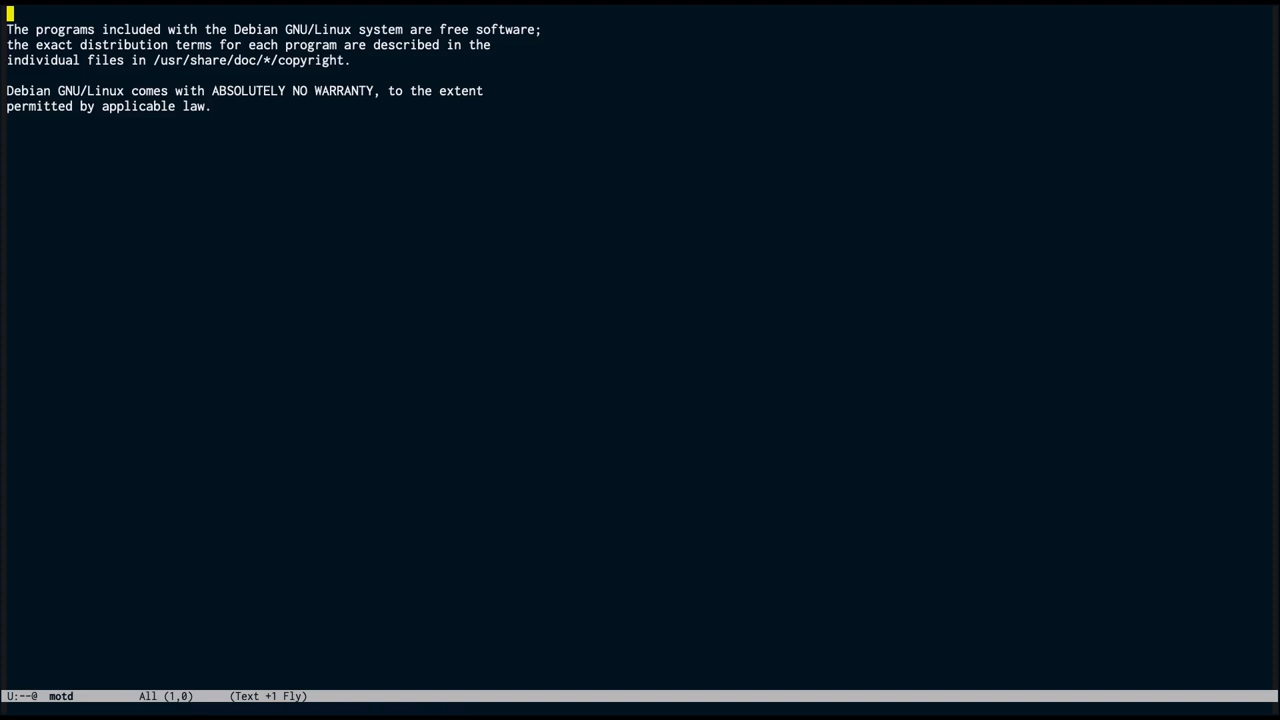 The programs included with the Debian GNU/Linux system are free software;
the exact distribution terms for each program are described in the
individual files in /usr/share/doc/*/copyright.
Debian GNU/Linux comes with ABSOLUTELY NO WARRANTY, to the extent
permitted by applicable law.
U:--@  motd         All (1,0)     (Text +1 Fly)